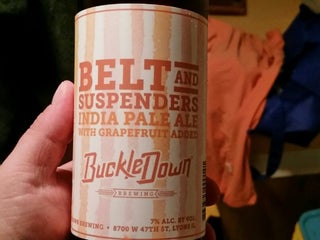 BELT AND
SUSPENDERS
INDIA PALE ALE
WITH GRAPEFRUIT ADDED
BuckleDown
BREWING
7% ALC. BY VOL.
BREWING • 8700 W 47TH ST, LYONS IL